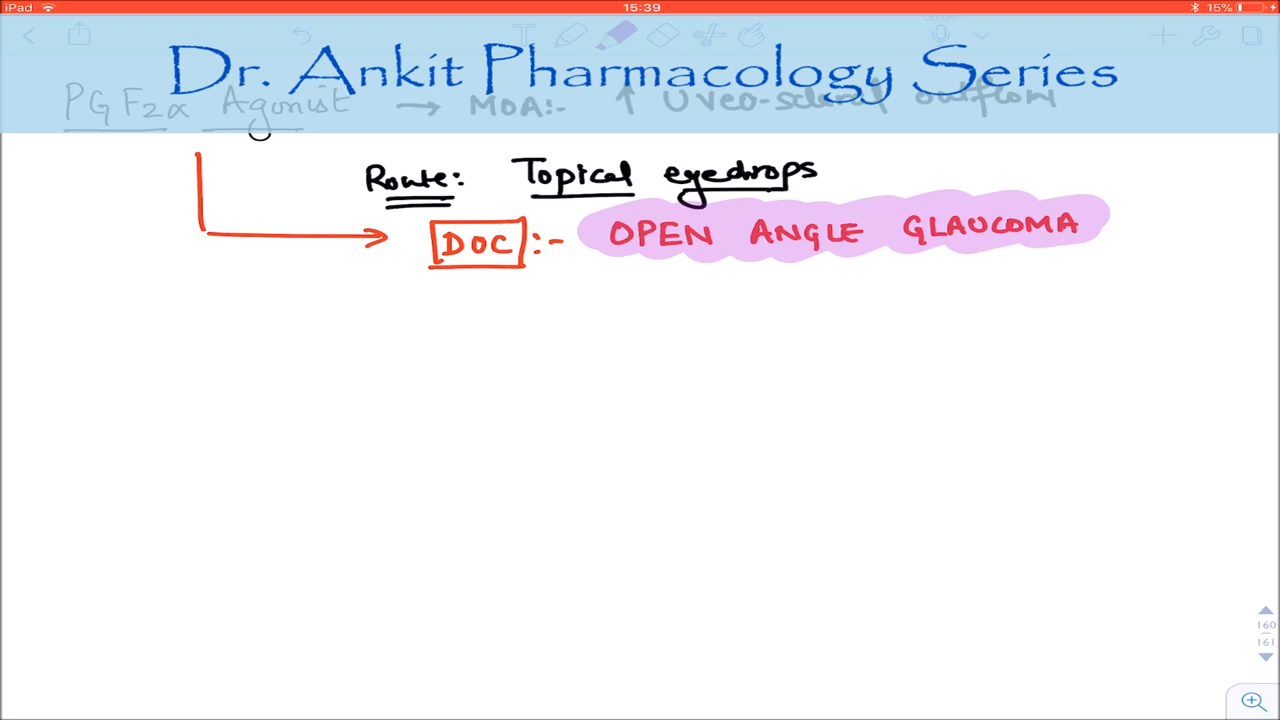 iPad 15:39 15%
Dr. Ankit Pharmacology Series
PGF2α Agonist → MOA:- ↑ Uveo-scleral outflow
Route: Topical eyedrops
DOC :- OPEN ANGLE GLAUCOMA
160
161